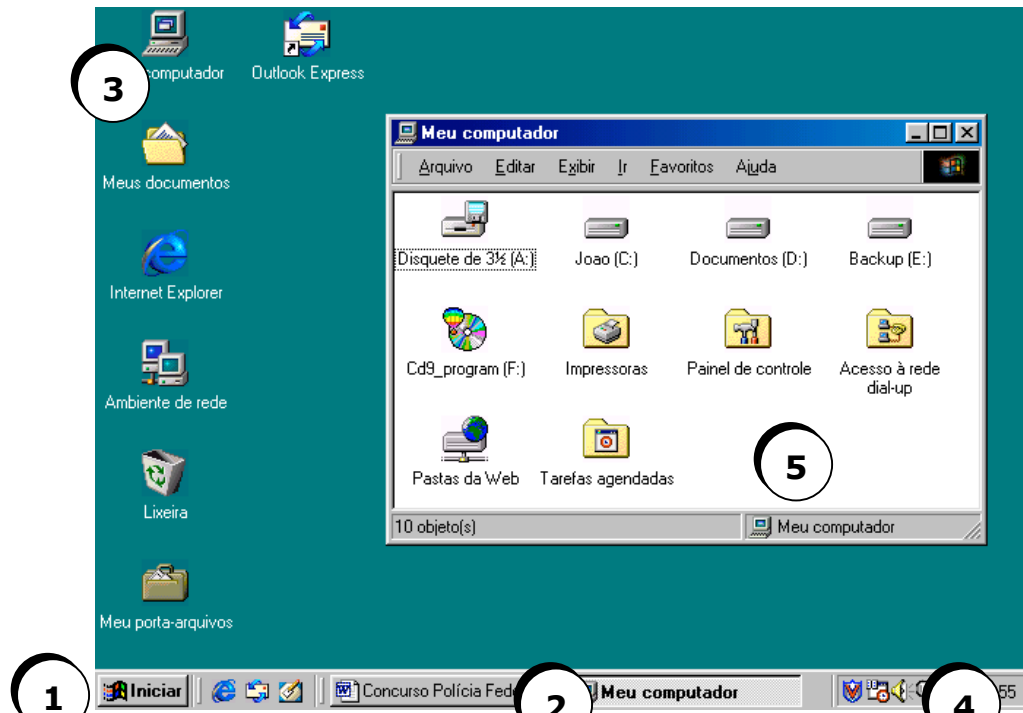 3
computador
Outlook Express
Meus documentos
Internet Explorer
Ambiente de rede
Lixeira
Meu porta-arquivos
Meu computador
Arquivo Editar Exibir Ir Favoritos Ajuda
Disquete de 3½ (A:)
Joao (C:)
Documentos (D:)
Backup (E:)
Cd9_program (F:)
Impressoras
Painel de controle
Acesso à rede
dial-up
Pastas da Web
Tarefas agendadas
5
10 objeto(s)
Meu computador
1
Iniciar
Concurso Polícia Fede
2
Meu computador
4
55